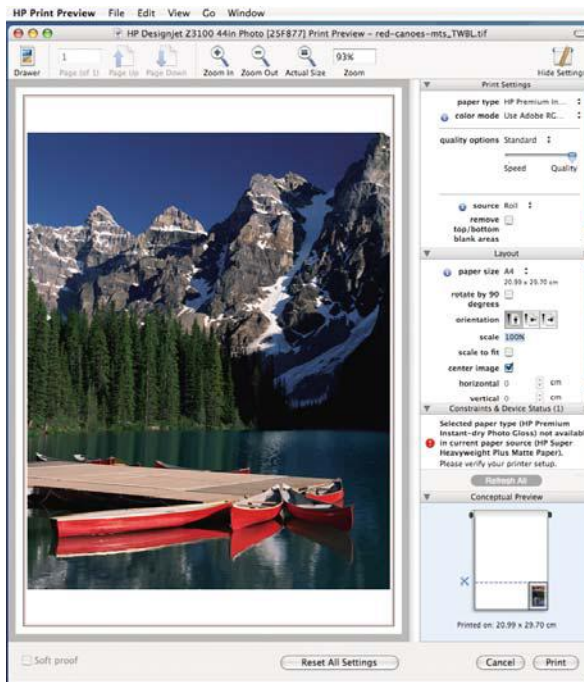 HP Print Preview File Edit View Go Window
HP Designjet Z3100 44in Photo [25F877] Print Preview – red-canoes-mts_TWBL.tif
1 93%
Drawer Page (of 1) Page Up Page Down Zoom In Zoom Out Actual Size Zoom Hide Setting
Print Settings
paper type HP Premium In...
color mode Use Adobe RG...
quality options Standard
Speed Quality
source Roll
remove
top/bottom
blank areas
Layout
paper size A4
20.99 x 29.70 cm
rotate by 90
degrees
orientation
scale 100%
scale to fit
center image
horizontal 0 cm
vertical 0 cm
Constraints & Device Status (1)
Selected paper type (HP Premium
Instant-dry Photo Gloss) not availabl
in current paper source (HP Super
Heavyweight Plus Matte Paper).
Please verify your printer setup.
Refresh All
Conceptual Preview
Printed on: 20.99 x 29.70 cm
Soft proof Reset All Settings Cancel Print